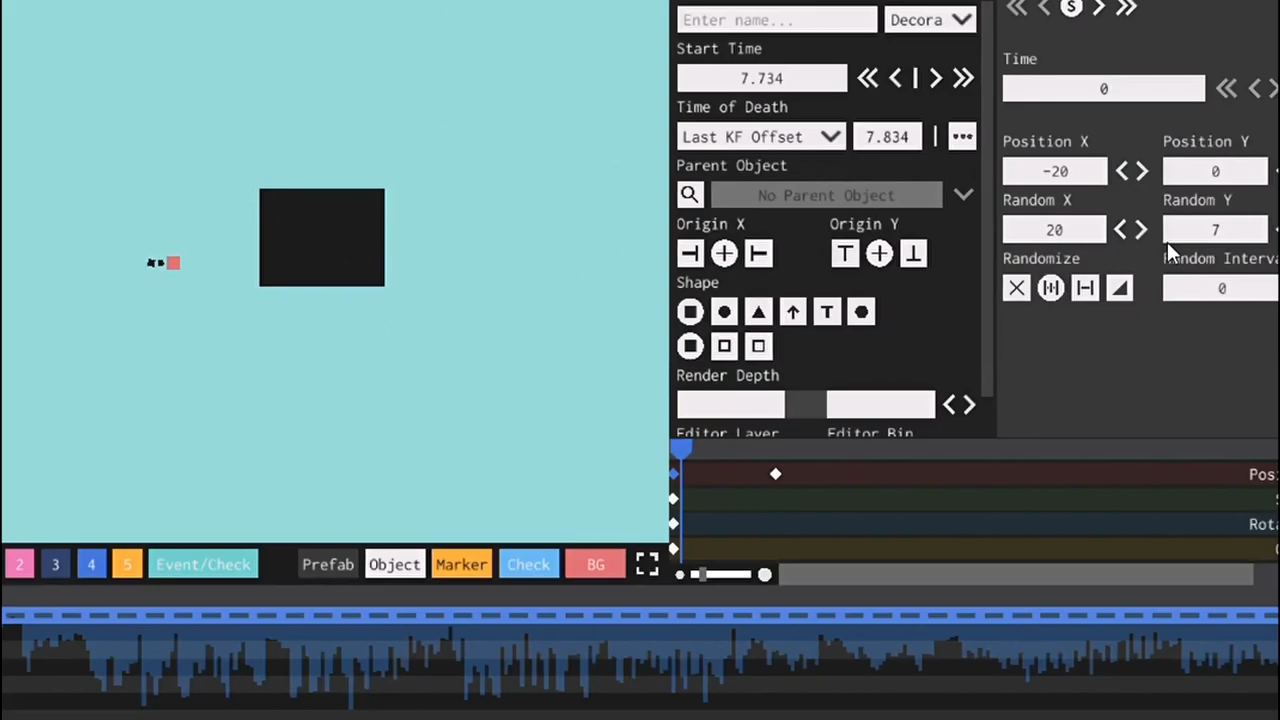 Enter name...
Decora
S
Start Time
7.734
Time
0
Time of Death
Last KF Offset
7.834
Position X
Position Y
Parent Object
-20
0
No Parent Object
Random X
Random Y
Origin X
Origin Y
20
7
Randomize
Random Interva
Shape
0
T
Render Depth
Editor Layer
Editor Bin
Pos
Rota
2
3
4
5
Event/Check
Prefab
Object
Marker
Check
BG